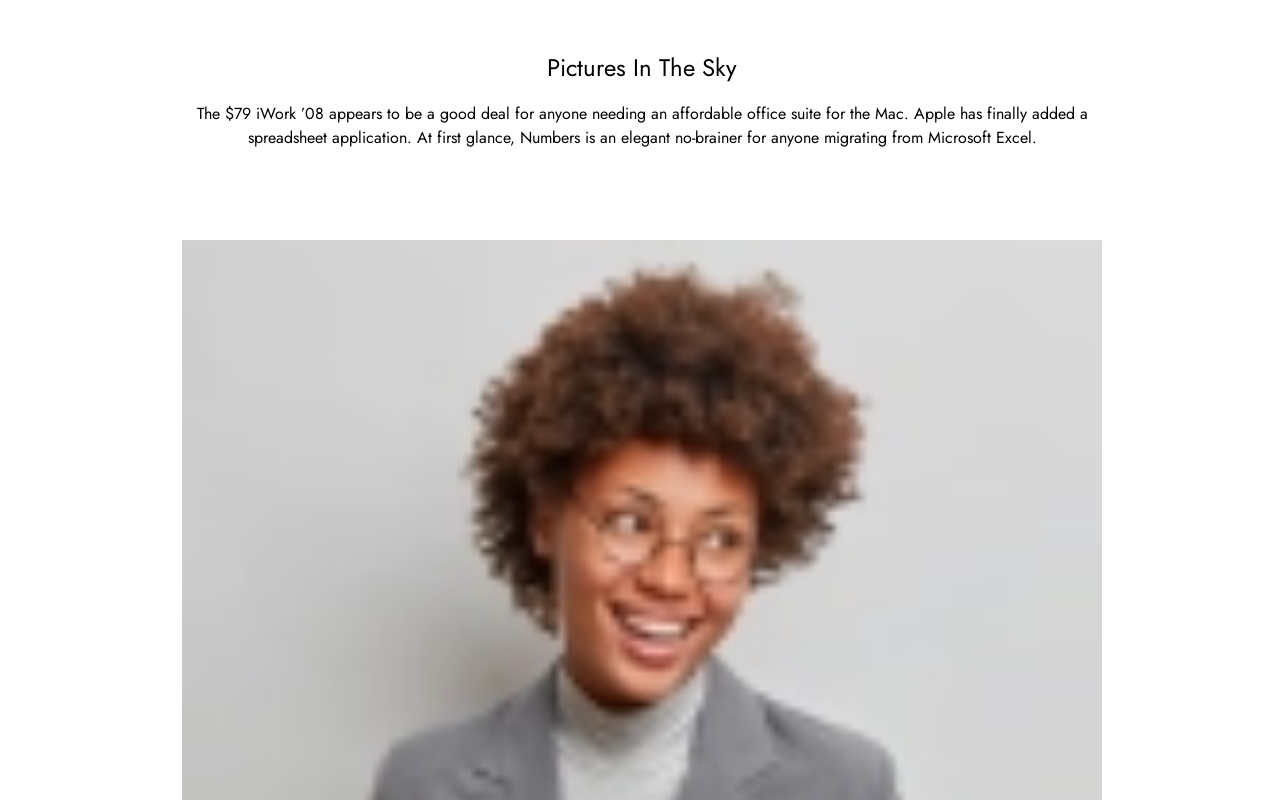 Pictures In The Sky
The $79 iWork ’08 appears to be a good deal for anyone needing an affordable office suite for the Mac. Apple has finally added a
spreadsheet application. At first glance, Numbers is an elegant no-brainer for anyone migrating from Microsoft Excel.